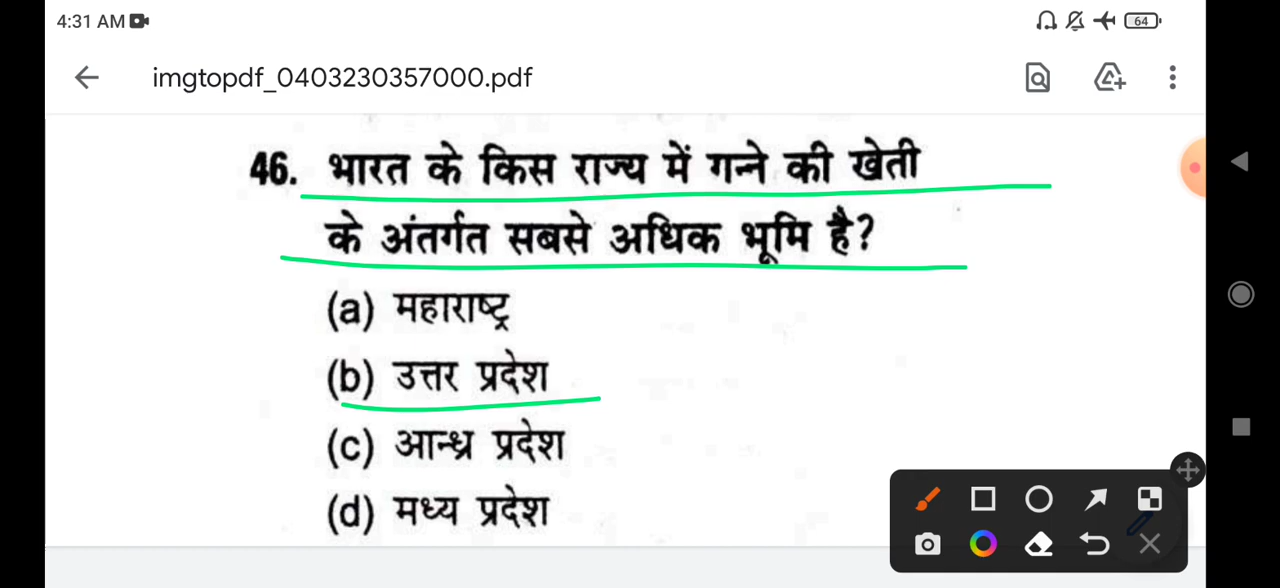 4:31 AM
64
imgtopdf_0403230357000.pdf
46. भारत के किस राज्य में गन्ने की खेती
के अंतर्गत सबसे अधिक भूमि है?
(a) महाराष्ट्र
(b) उत्तर प्रदेश
(c) आन्ध्र प्रदेश
(d) मध्य प्रदेश